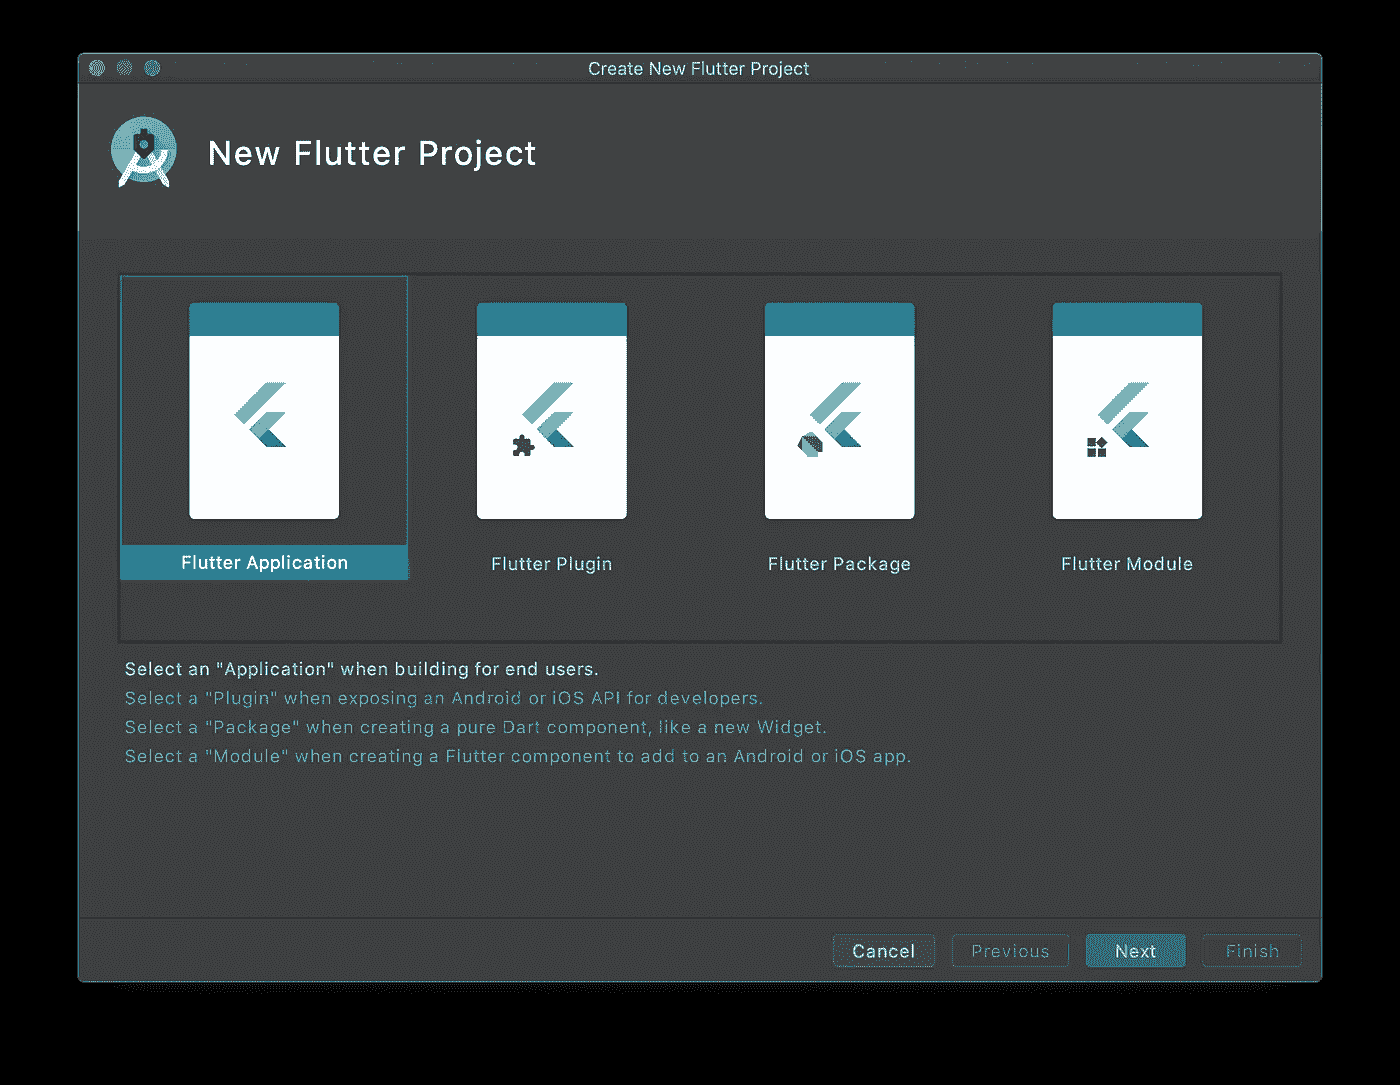 Create New Flutter Project
New Flutter Project
Flutter Application
Flutter Plugin
Flutter Package
Flutter Module
Select an "Application" when building for end users.
Select a "Plugin" when exposing an Android or iOS API for developers.
Select a "Package" when creating a pure Dart component, like a new Widget.
Select a "Module" when creating a Flutter component to add to an Android or iOS app.
Cancel
Previous
Next
Finish